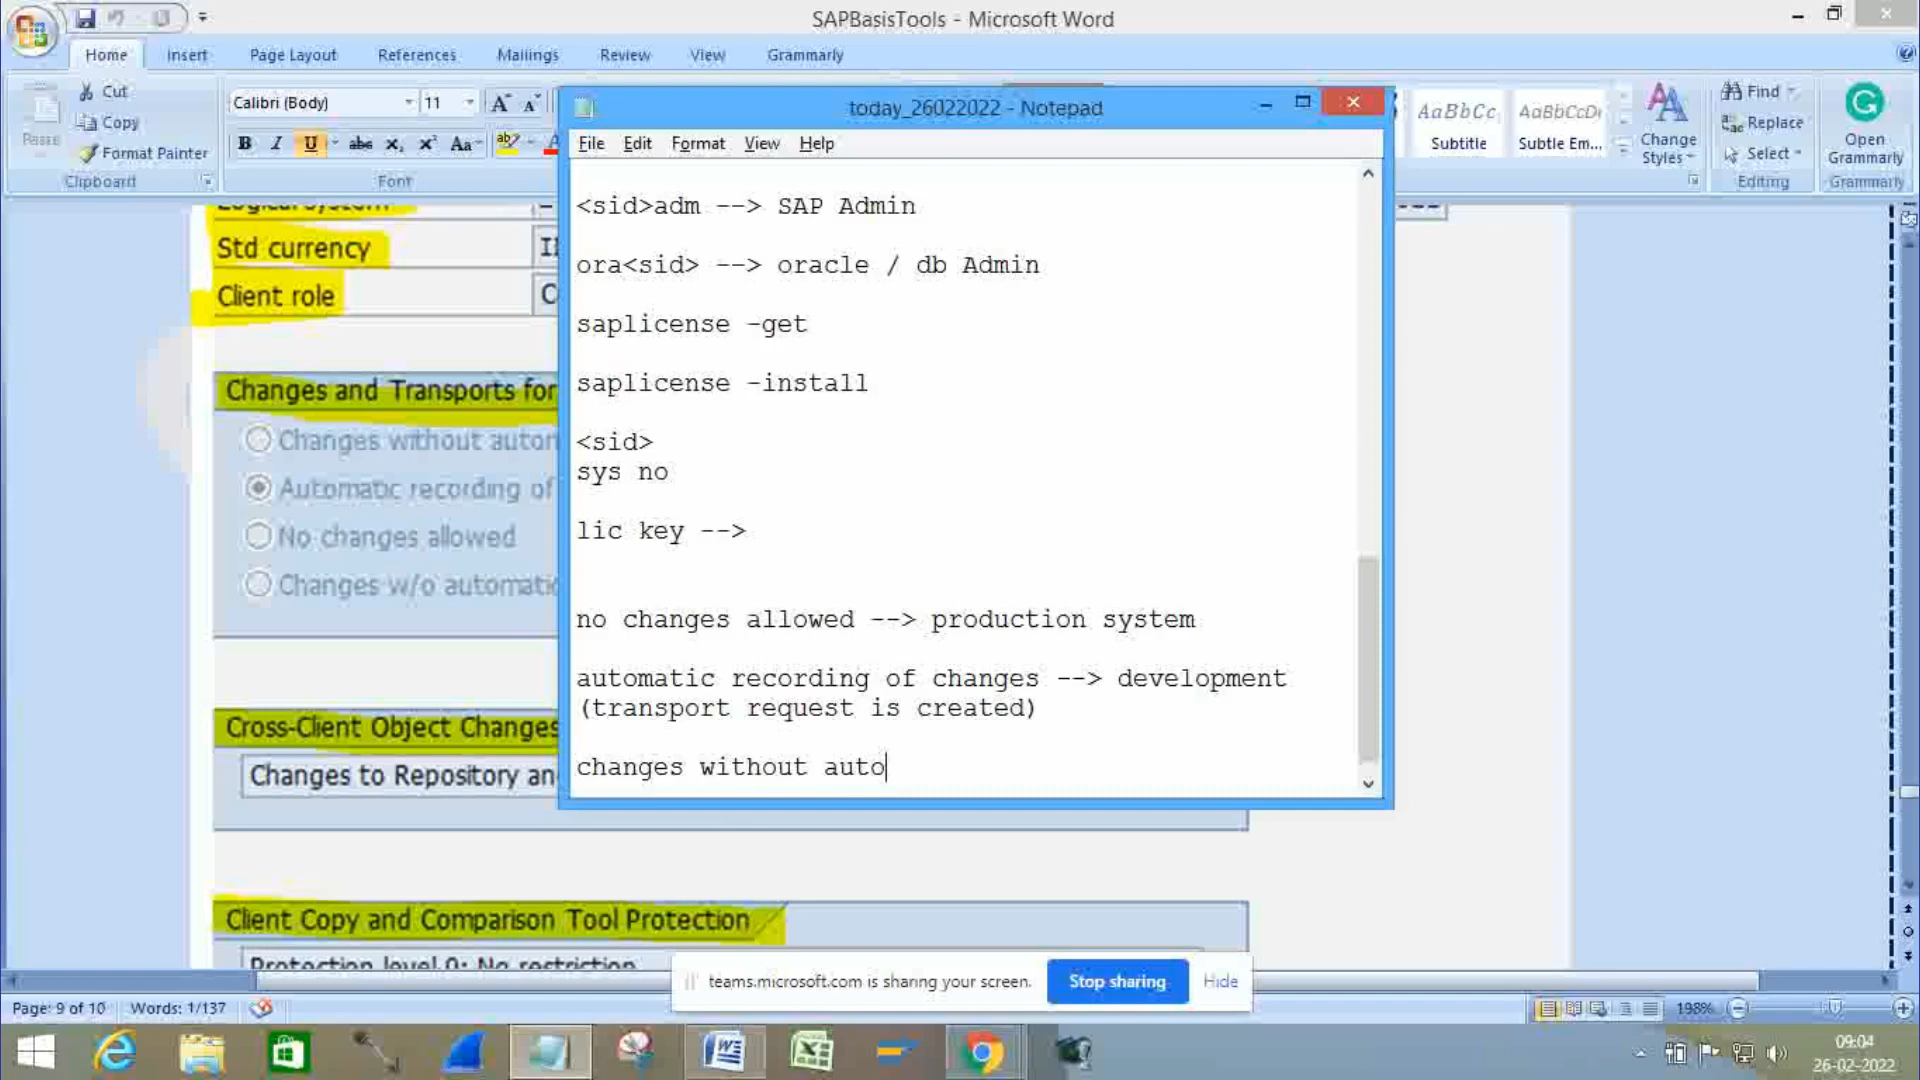 SAPBasisTools - Microsoft Word
Home Insert Page Layout References Mailings Review View Grammarly
Cut
Copy
Format Painter
Paste
Clipboard
Calibri (Body) 11
Font
AaBbCc AaBbCcDc
Subtitle Subtle Em...
Change Styles
Find
Replace
Select
Editing
Open Grammarly
Grammarly
today_26022022 - Notepad
File Edit Format View Help
<sid>adm --> SAP Admin
ora<sid> --> oracle / db Admin
saplicense -get
saplicense -install
<sid>
sys no
lic key -->
no changes allowed --> production system
automatic recording of changes --> development
(transport request is created)
changes without auto
Logical system
Std currency
Client role
Changes and Transports for
Changes without autom
Automatic recording of
No changes allowed
Changes w/o automatic
Cross-Client Object Changes
Changes to Repository an
Client Copy and Comparison Tool Protection
Protection level 0: No restriction
teams.microsoft.com is sharing your screen. Stop sharing Hide
Page: 9 of 10 Words: 1/137 198%
09:04
26-02-2022